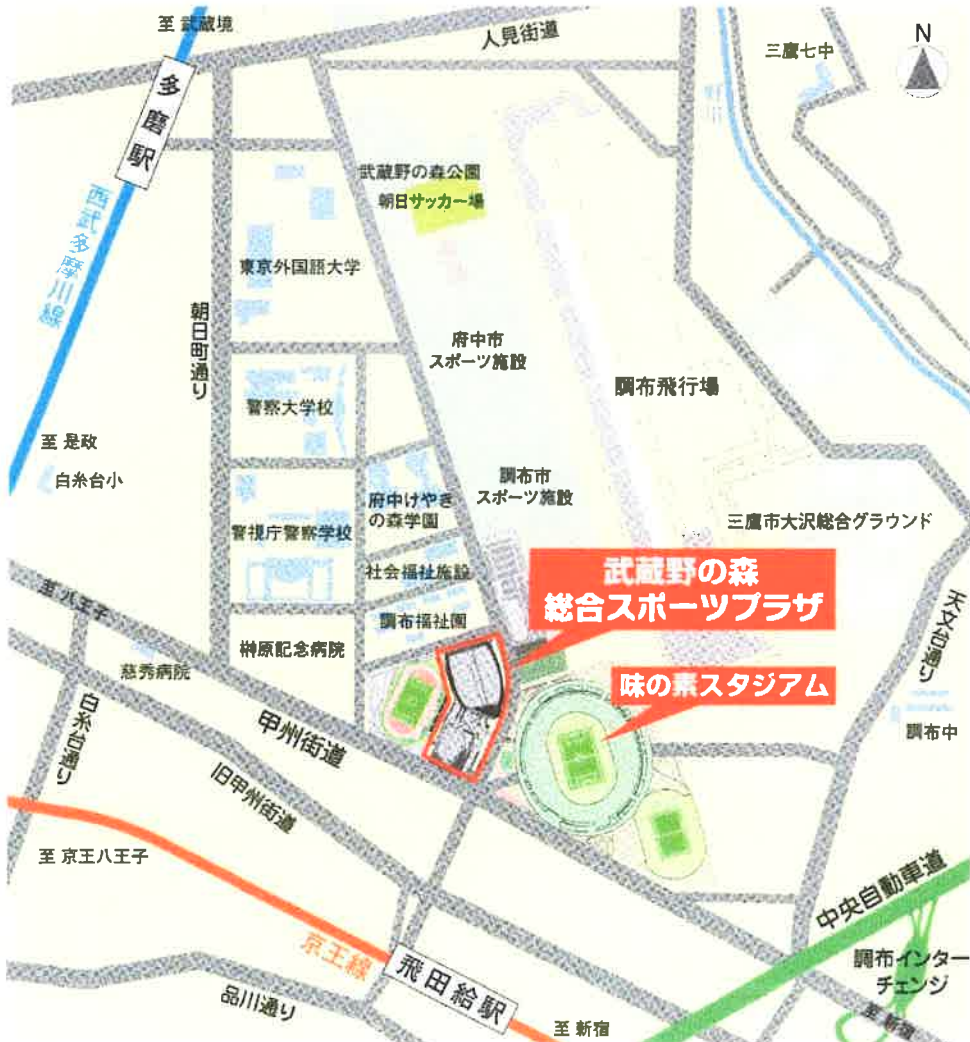 至 武蔵境
人見街道
N
三鷹七中
多磨駅
野川
武蔵野の森公園
朝日サッカー場
西武多摩川線
東京外国語大学
朝日町通り
府中市
スポーツ施設
調布飛行場
警察大学校
至 是政
白糸台小
調布市
スポーツ施設
府中けやき
の森学園
三鷹市大沢総合グラウンド
警視庁警察学校
武蔵野の森
総合スポーツプラザ
社会福祉施設
至 八王子
天文台通り
調布福祉園
榊原記念病院
慈秀病院
味の素スタジアム
白糸台通り
甲州街道
調布中
旧甲州街道
至 京王八王子
中央自動車道
京王線
飛田給駅
調布インター
チェンジ
品川通り
至 新宿
至 新宿